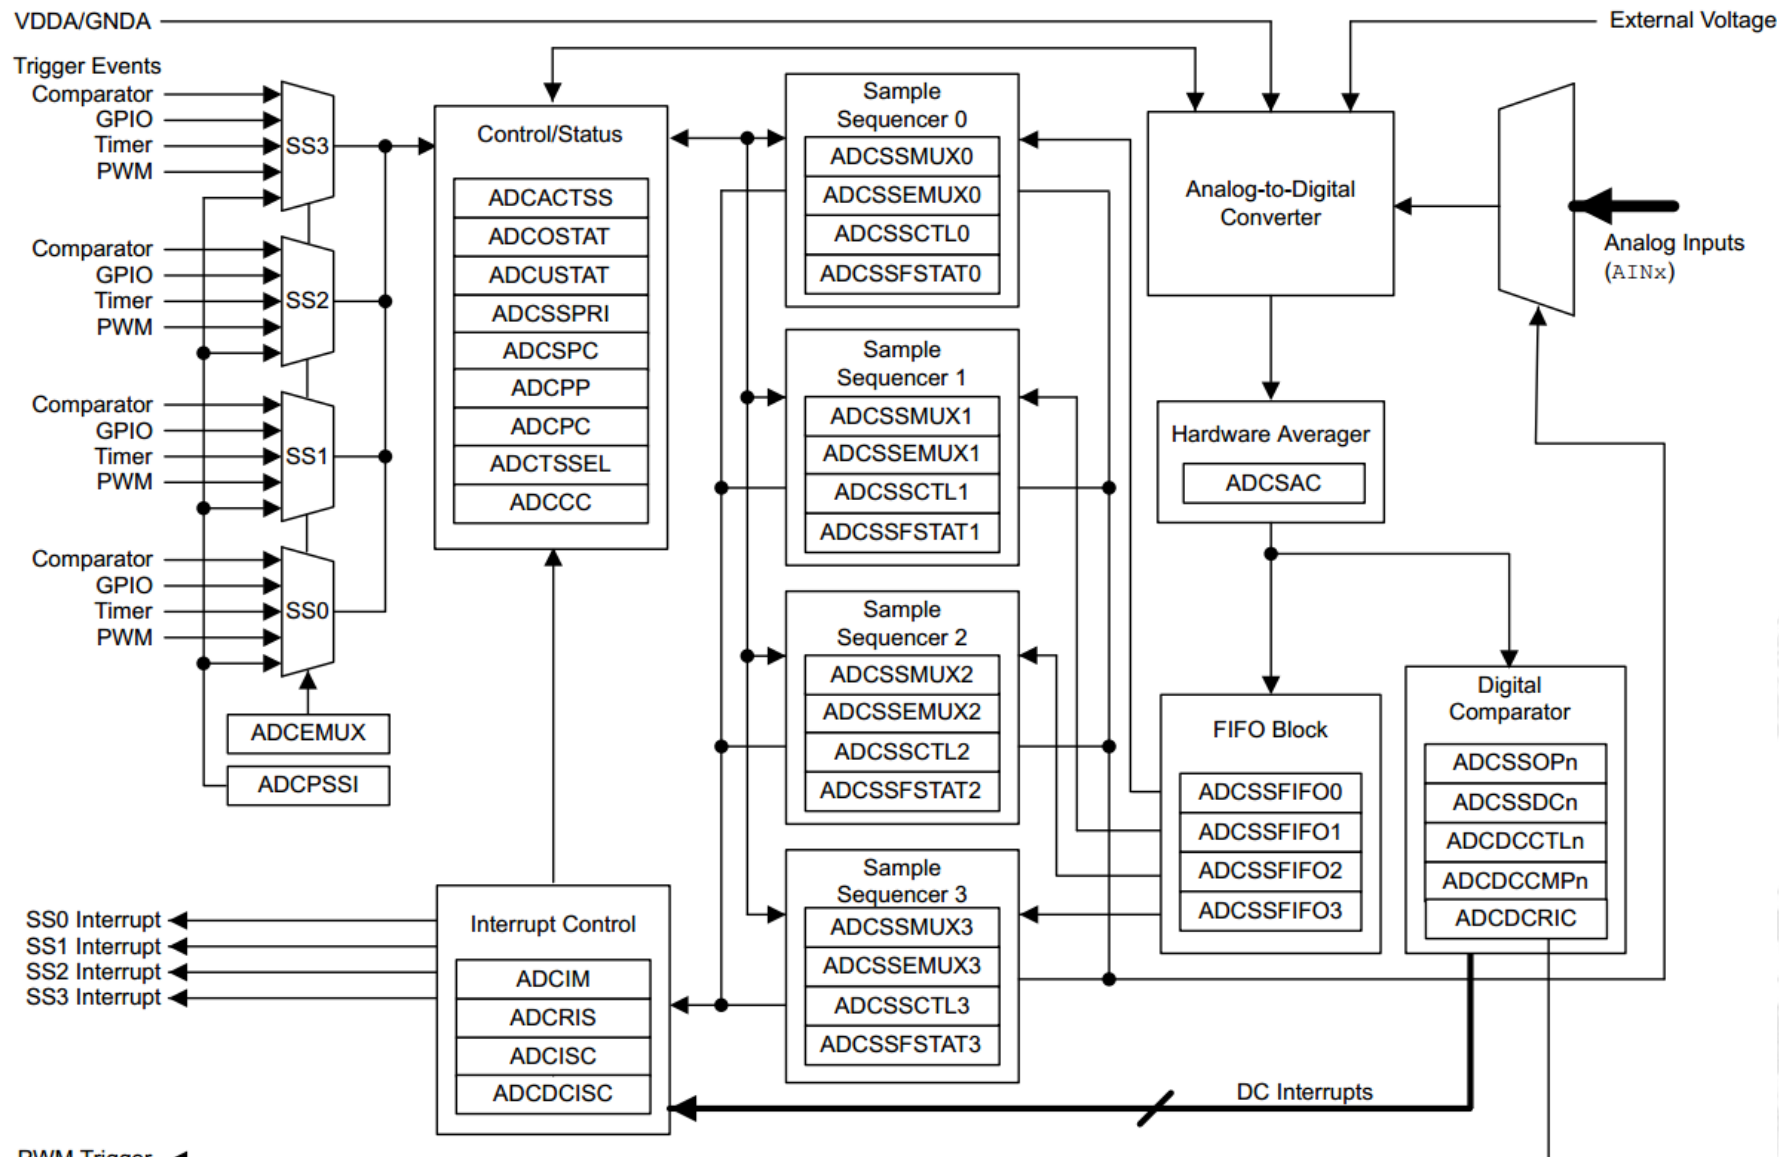 VDDA/GNDA
External Voltage
Trigger Events
Comparator
GPIO
Timer
PWM
SS3
Comparator
GPIO
Timer
PWM
SS2
Comparator
GPIO
Timer
PWM
SS1
Comparator
GPIO
Timer
PWM
SS0
ADCEMUX
ADCPSSI
Control/Status
ADCACTSS
ADCOSTAT
ADCUSTAT
ADCSSPRI
ADCSPC
ADCPP
ADCPC
ADCTSSEL
ADCCC
Sample
Sequencer 0
ADCSSMUX0
ADCSSEMUX0
ADCSSCTL0
ADCSSFSTAT0
Sample
Sequencer 1
ADCSSMUX1
ADCSSEMUX1
ADCSSCTL1
ADCSSFSTAT1
Sample
Sequencer 2
ADCSSMUX2
ADCSSEMUX2
ADCSSCTL2
ADCSSFSTAT2
Sample
Sequencer 3
ADCSSMUX3
ADCSSEMUX3
ADCSSCTL3
ADCSSFSTAT3
Analog-to-Digital
Converter
Analog Inputs
(AINx)
Hardware Averager
ADCSAC
FIFO Block
ADCSSFIFO0
ADCSSFIFO1
ADCSSFIFO2
ADCSSFIFO3
Digital
Comparator
ADCSSOPn
ADCSSDCn
ADCDCCTLn
ADCDCCMPn
ADCDCRIC
SS0 Interrupt
SS1 Interrupt
SS2 Interrupt
SS3 Interrupt
Interrupt Control
ADCIM
ADCRIS
ADCISC
ADCDCISC
DC Interrupts
PWM Trigger